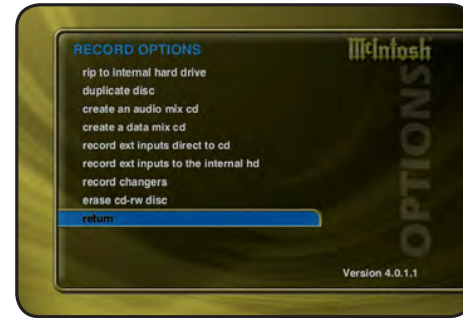 RECORD OPTIONS
McIntosh
rip to internal hard drive
duplicate disc
create an audio mix cd
create a data mix cd
record ext inputs direct to cd
record ext inputs to the internal hd
record changers
erase cd-rw disc
return
OPTIONS
Version 4.0.1.1